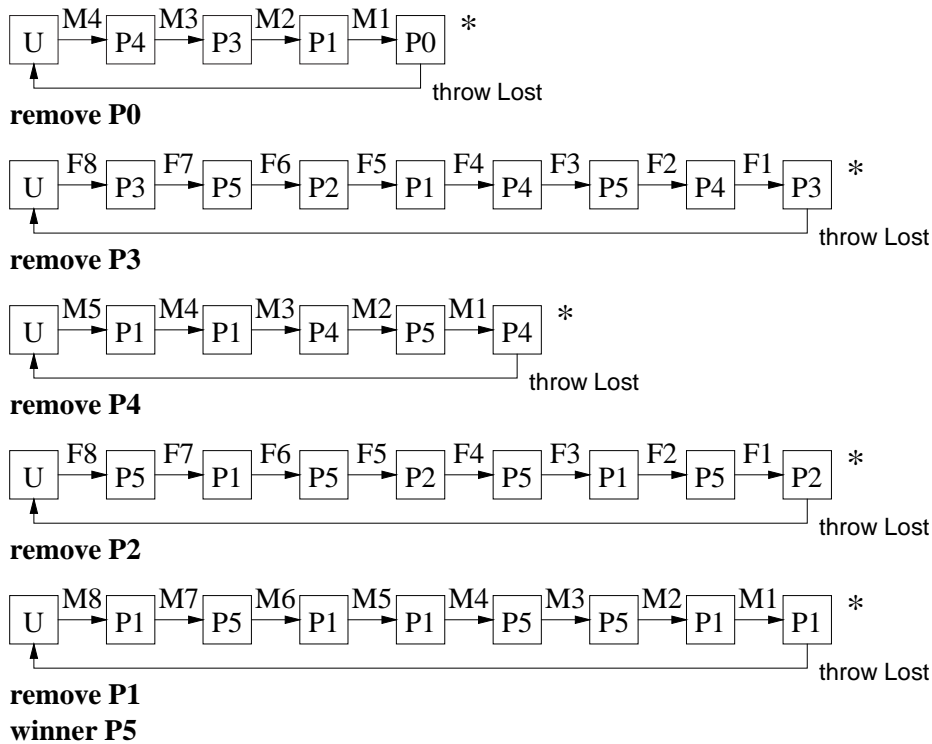 M4 M3 M2 M1
U P4 P3 P1 P0 *
throw Lost
remove P0
F8 F7 F6 F5 F4 F3 F2 F1
U P3 P5 P2 P1 P4 P5 P4 P3 *
throw Lost
remove P3
M5 M4 M3 M2 M1
U P1 P1 P4 P5 P4 *
throw Lost
remove P4
F8 F7 F6 F5 F4 F3 F2 F1
U P5 P1 P5 P2 P5 P1 P5 P2 *
throw Lost
remove P2
M8 M7 M6 M5 M4 M3 M2 M1
U P1 P5 P1 P1 P5 P5 P1 P1 *
throw Lost
remove P1
winner P5